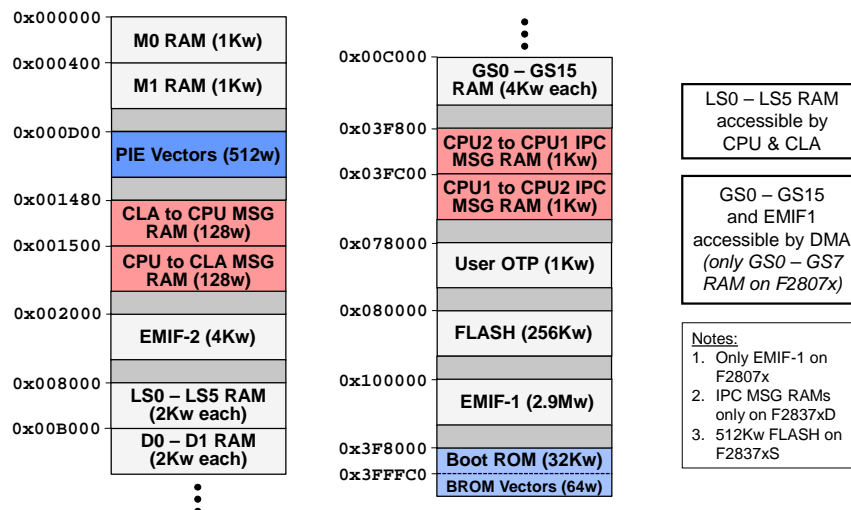 0x000000
M0 RAM (1Kw)
0x000400
M1 RAM (1Kw)
0x000D00
PIE Vectors (512w)
0x001480
CLA to CPU MSG
RAM (128w)
0x001500
CPU to CLA MSG
RAM (128w)
0x002000
EMIF-2 (4Kw)
0x008000
LS0 – LS5 RAM
(2Kw each)
0x00B000
D0 – D1 RAM
(2Kw each)
0x00C000
GS0 – GS15
RAM (4Kw each)
0x03F800
CPU2 to CPU1 IPC
MSG RAM (1Kw)
0x03FC00
CPU1 to CPU2 IPC
MSG RAM (1Kw)
0x078000
User OTP (1Kw)
0x080000
FLASH (256Kw)
0x100000
EMIF-1 (2.9Mw)
0x3F8000
Boot ROM (32Kw)
0x3FFFC0
BROM Vectors (64w)
LS0 – LS5 RAM
accessible by
CPU & CLA
GS0 – GS15
and EMIF1
accessible by DMA
(only GS0 – GS7
RAM on F2807x)
Notes:
1. Only EMIF-1 on
F2807x
2. IPC MSG RAMs
only on F2837xD
3. 512Kw FLASH on
F2837xS